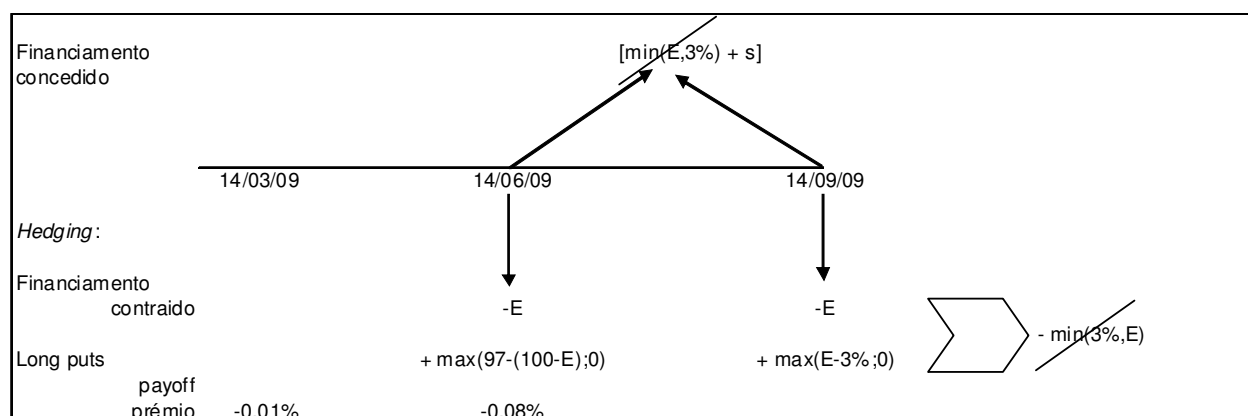 Financiamento
concedido
[min(E,3%) + s]
14/03/09 14/06/09 14/09/09
Hedging:
Financiamento
contraido -E -E
- min(3%,E)
Long puts + max(97-(100-E);0) + max(E-3%;0)
payoff
prémio -0.01% -0.08%